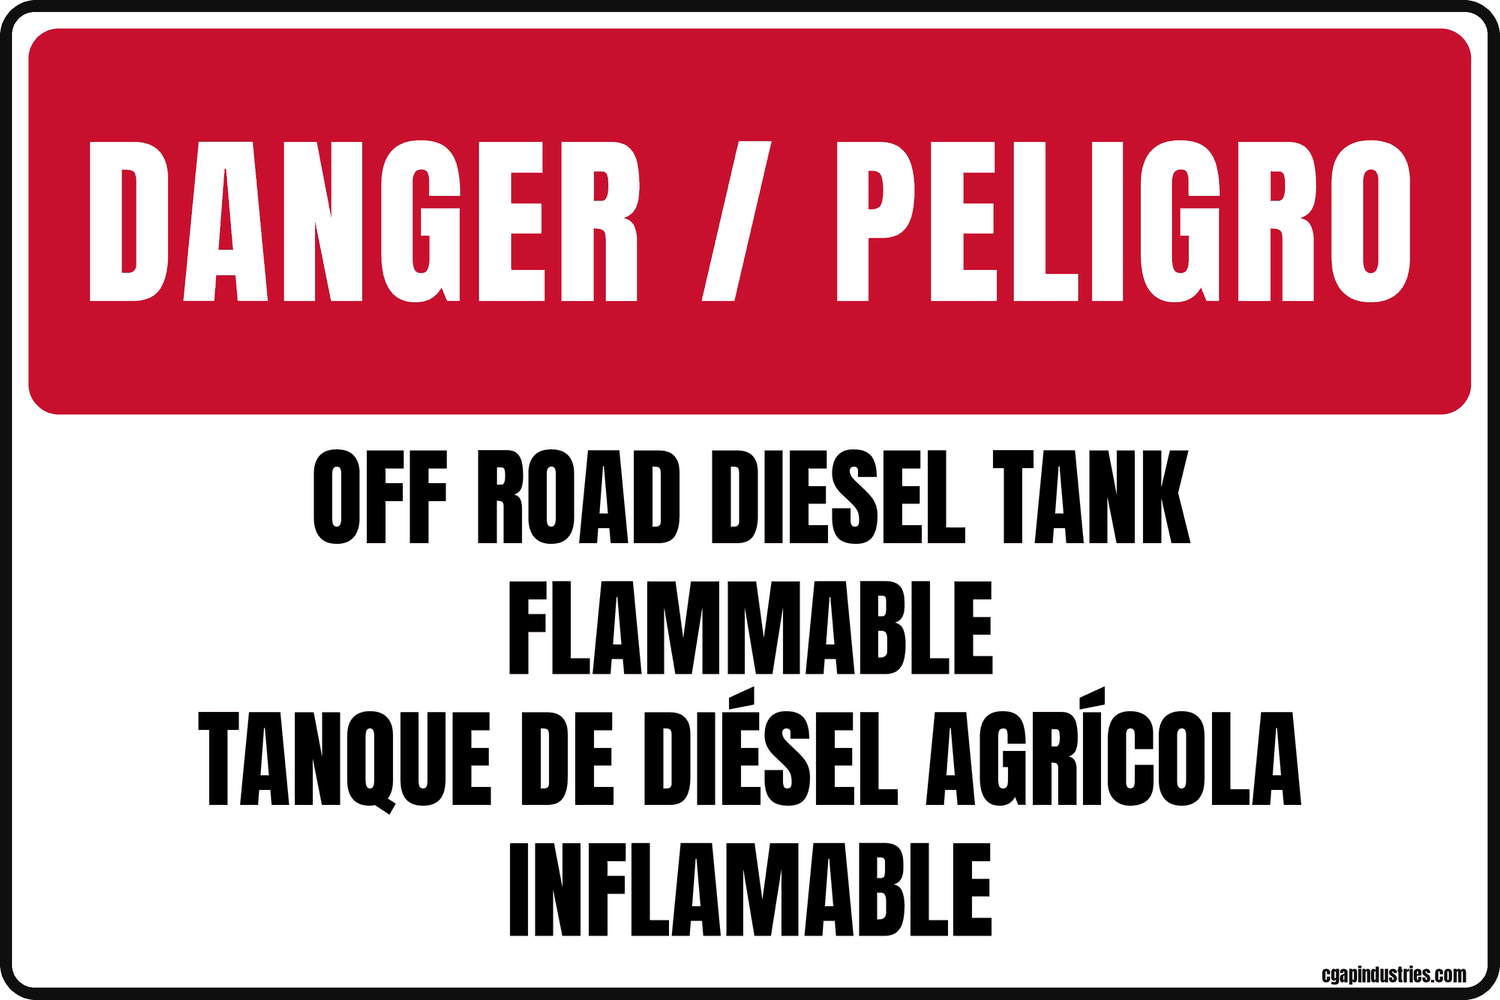 DANGER / PELIGRO
OFF ROAD DIESEL TANK
FLAMMABLE
TANQUE DE DIÉSEL AGRÍCOLA
INFLAMABLE
cgapindustries.com